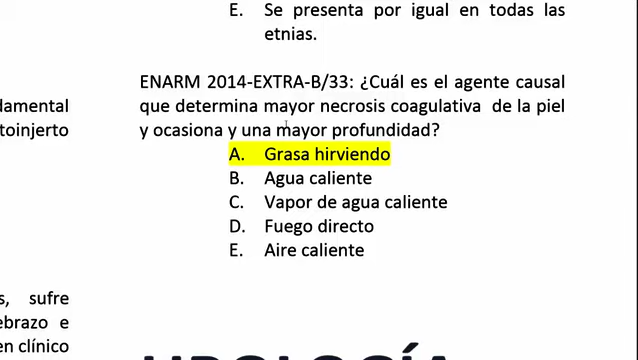 E. Se presenta por igual en todas las
etnias.
ENARM 2014-EXTRA-B/33: ¿Cuál es el agente causal
que determina mayor necrosis coagulativa de la piel
y ocasiona y una mayor profundidad?
A. Grasa hirviendo
B. Agua caliente
C. Vapor de agua caliente
D. Fuego directo
E. Aire caliente
damental
toinjerto
s, sufre
ebrazo e
en clínico